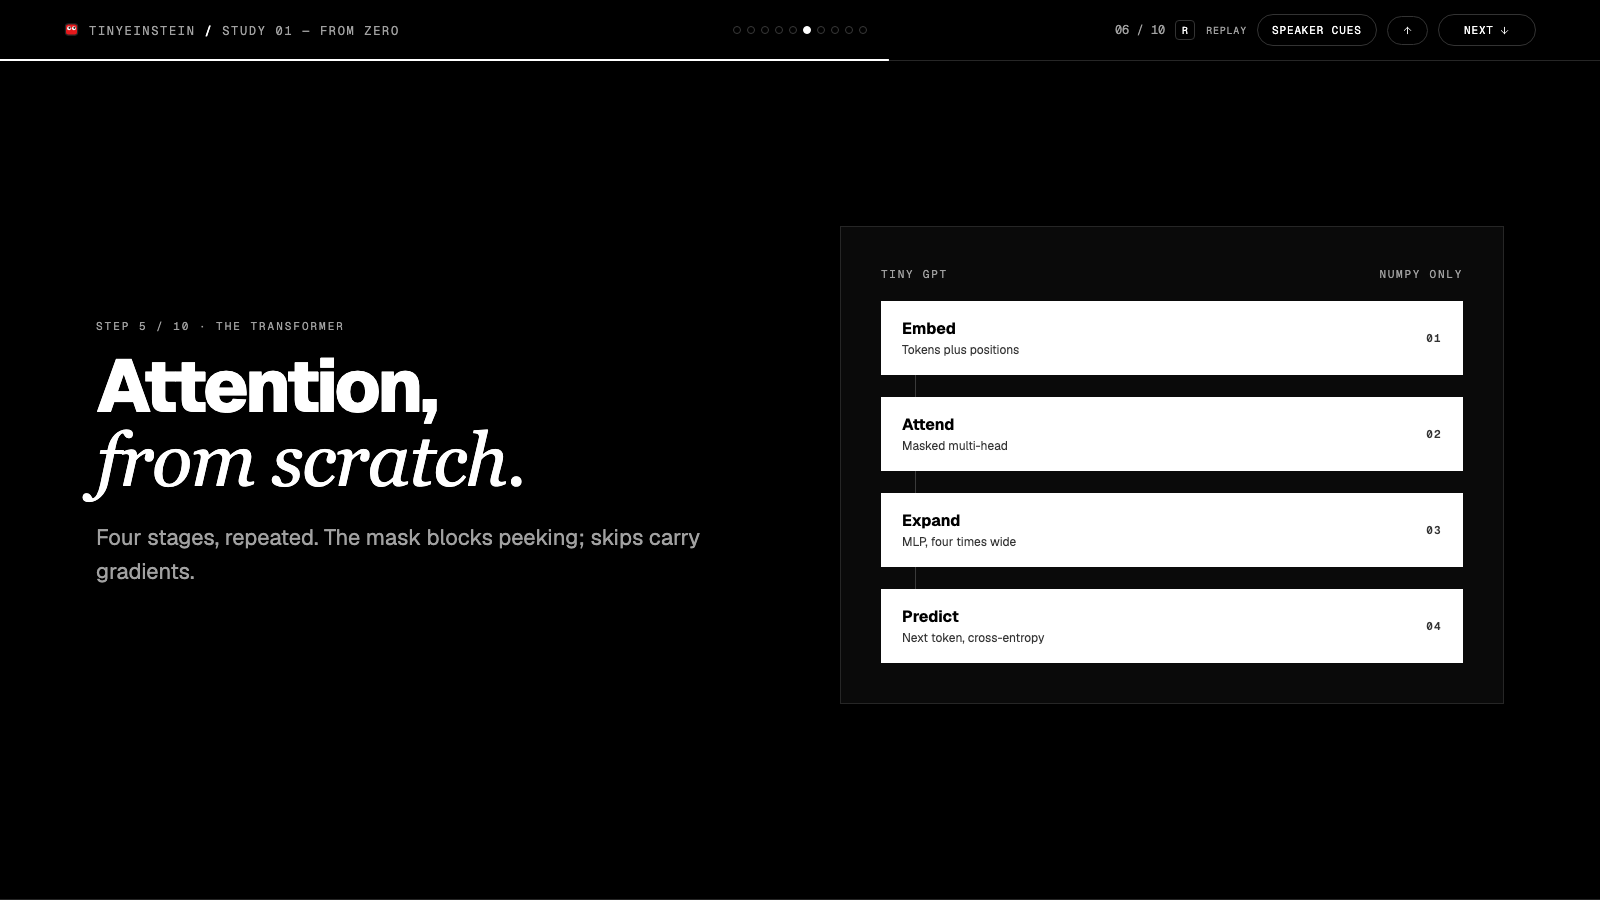 TINYEINSTEIN / STUDY 01 — FROM ZERO
06 / 10 R REPLAY SPEAKER CUES ↑ NEXT ↓
STEP 5 / 10 · THE TRANSFORMER
Attention,
from scratch.
Four stages, repeated. The mask blocks peeking; skips carry
gradients.
TINY GPT NUMPY ONLY
Embed
Tokens plus positions
01
Attend
Masked multi-head
02
Expand
MLP, four times wide
03
Predict
Next token, cross-entropy
04